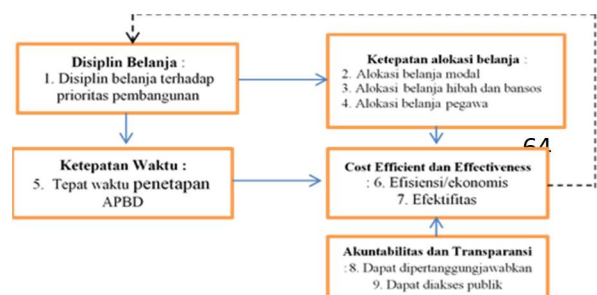 Disiplin Belanja :
1. Disiplin belanja terhadap
prioritas pembangunan
Ketepatan alokasi belanja :
2. Alokasi belanja modal
3. Alokasi belanja hibah dan bansos
4. Alokasi belanja pegawa
64
Ketepatan Waktu :
5. Tepat waktu penetapan
APBD
Cost Efficient dan Effectiveness
: 6. Efisiensi/ekonomis
7. Efektifitas
Akuntabilitas dan Transparansi
: 8. Dapat dipertanggungjawabkan
9. Dapat diakses publik